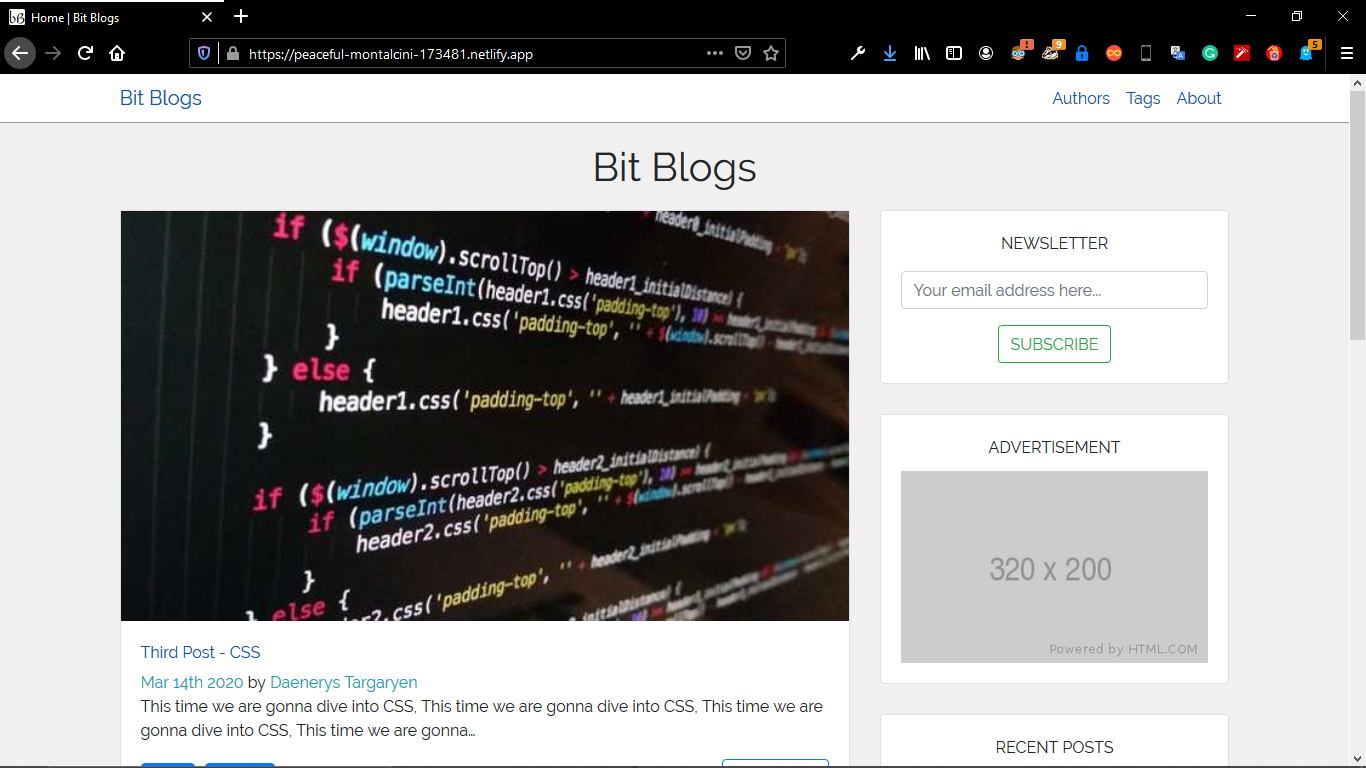 Home | Bit Blogs
https://peaceful-montalcini-173481.netlify.app
! 9 5
Bit Blogs Authors Tags About
Bit Blogs
if ($(window).scrollTop() > header1_initialDistance) {
if (parseInt(header1.css('padding-top'), 10) >= header1_initialPadding
header1.css('padding-top', '' + $(window).scrollTop() - header1_initialDistance
}
} else {
header1.css('padding-top', '' + header1_initialPadding + 'px');
}
if ($(window).scrollTop() > header2_initialDistance) {
if (parseInt(header2.css('padding-top'), 10) >= header2_initialPadding
header2.css('padding-top', '' + $(window).scrollTop()
}
} else {
header2.css('padding-top', '' + header2_initialPadding
Third Post - CSS
Mar 14th 2020 by Daenerys Targaryen
This time we are gonna dive into CSS, This time we are gonna dive into CSS, This time we are
gonna dive into CSS, This time we are gonna…
NEWSLETTER
Your email address here...
SUBSCRIBE
ADVERTISEMENT
320 x 200
Powered by HTML.COM
RECENT POSTS